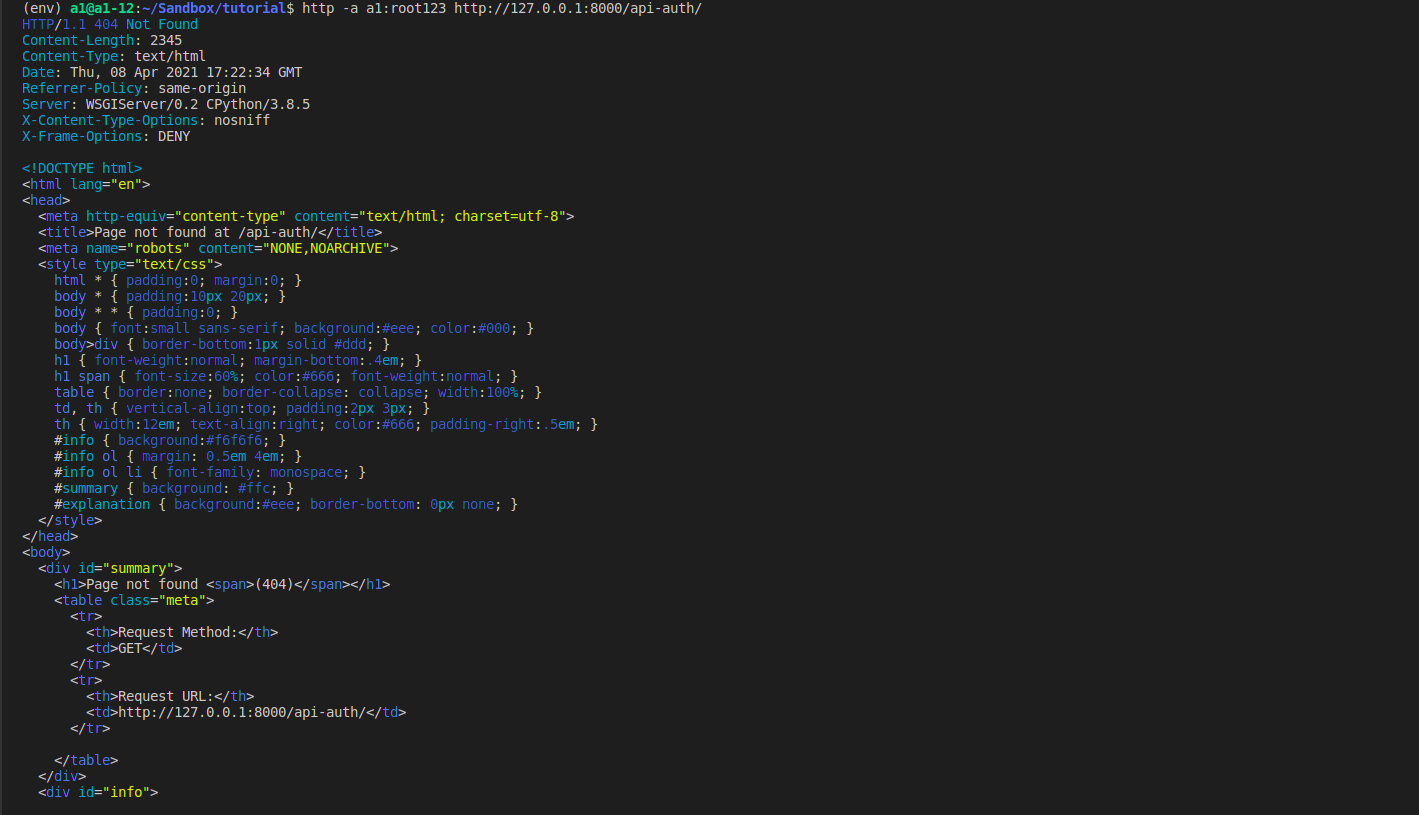 (env) a1@a1-12:~/Sandbox/tutorial$ http -a a1:root123 http://127.0.0.1:8000/api-auth/
HTTP/1.1 404 Not Found
Content-Length: 2345
Content-Type: text/html
Date: Thu, 08 Apr 2021 17:22:34 GMT
Referrer-Policy: same-origin
Server: WSGIServer/0.2 CPython/3.8.5
X-Content-Type-Options: nosniff
X-Frame-Options: DENY

<!DOCTYPE html>
<html lang="en">
<head>
  <meta http-equiv="content-type" content="text/html; charset=utf-8">
  <title>Page not found at /api-auth/</title>
  <meta name="robots" content="NONE,NOARCHIVE">
  <style type="text/css">
    html * { padding:0; margin:0; }
    body * { padding:10px 20px; }
    body * * { padding:0; }
    body { font:small sans-serif; background:#eee; color:#000; }
    body>div { border-bottom:1px solid #ddd; }
    h1 { font-weight:normal; margin-bottom:.4em; }
    h1 span { font-size:60%; color:#666; font-weight:normal; }
    table { border:none; border-collapse: collapse; width:100%; }
    td, th { vertical-align:top; padding:2px 3px; }
    th { width:12em; text-align:right; color:#666; padding-right:.5em; }
    #info { background:#f6f6f6; }
    #info ol { margin: 0.5em 4em; }
    #info ol li { font-family: monospace; }
    #summary { background: #ffc; }
    #explanation { background:#eee; border-bottom: 0px none; }
  </style>
</head>
<body>
  <div id="summary">
    <h1>Page not found <span>(404)</span></h1>
    <table class="meta">
      <tr>
        <th>Request Method:</th>
        <td>GET</td>
      </tr>
      <tr>
        <th>Request URL:</th>
        <td>http://127.0.0.1:8000/api-auth/</td>
      </tr>

    </table>
  </div>
  <div id="info">